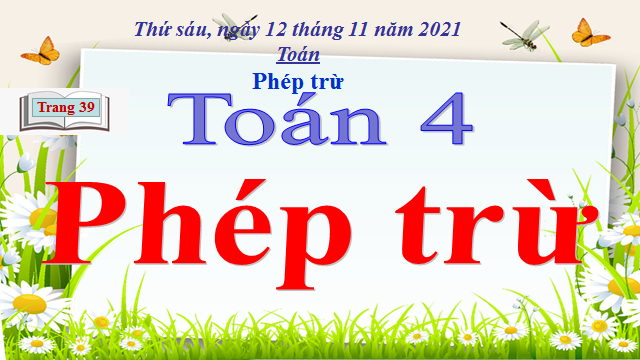 Thứ sáu, ngày 12 tháng 11 năm 2021
Toán
Phép trừ
Trang 39
Toán 4
Phép trừ